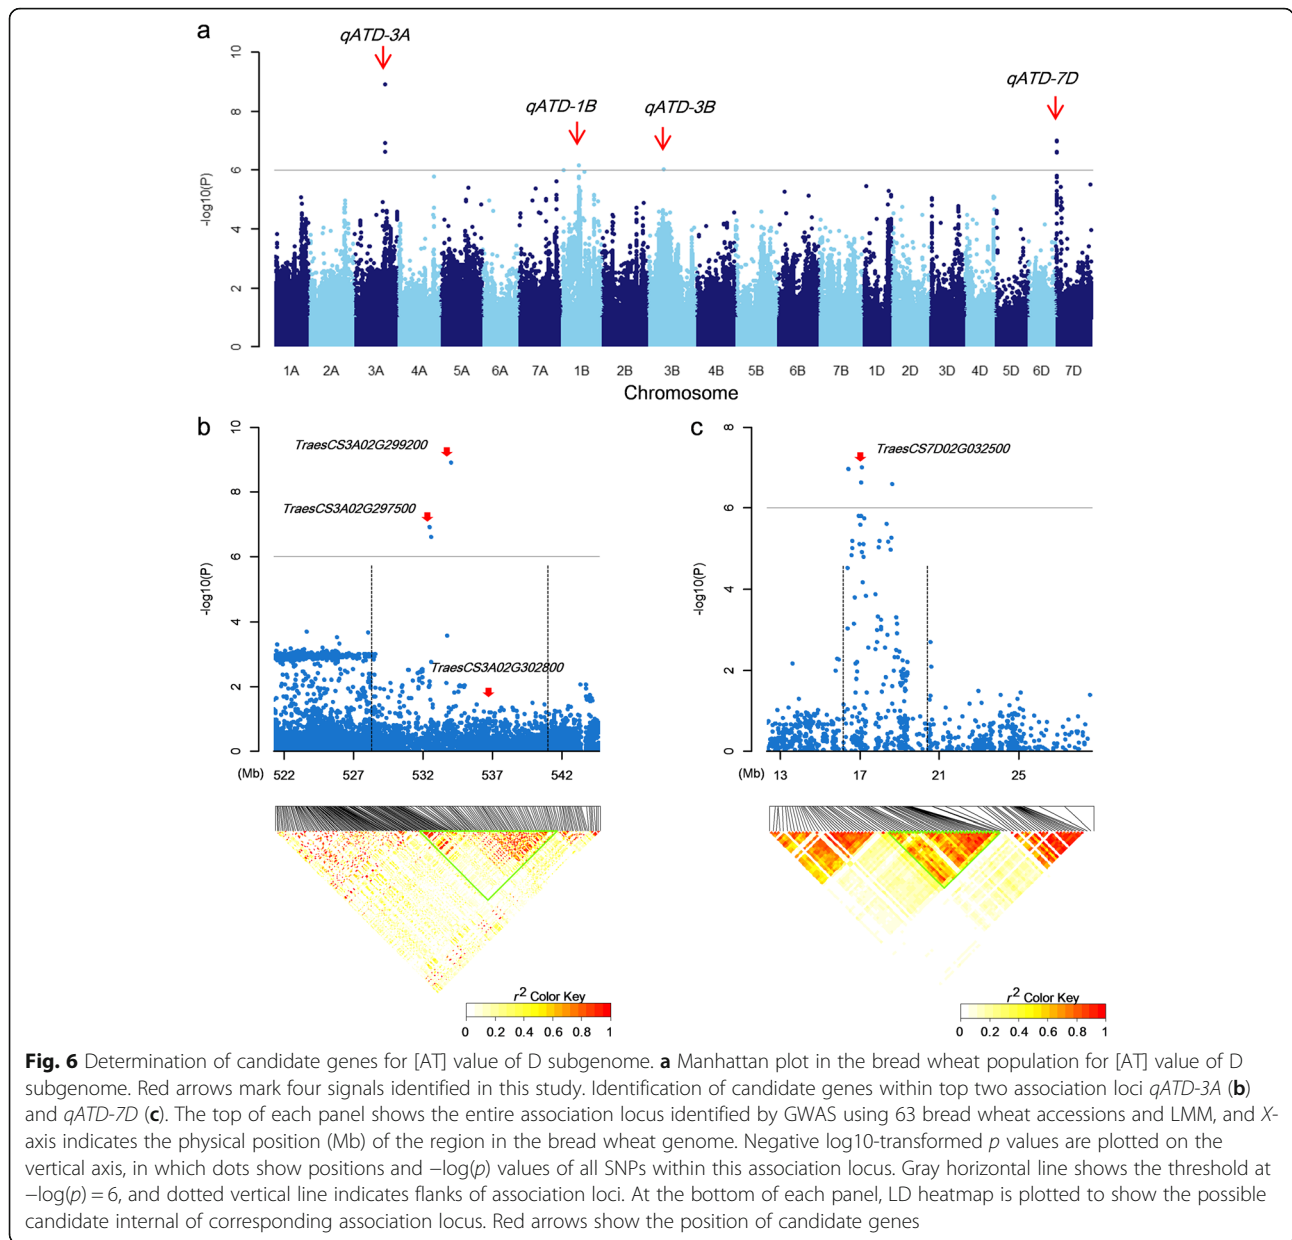 a
qATD-3A
qATD-1B
qATD-3B
qATD-7D
10
8
6
4
2
0
-log10(P)
1A 2A 3A 4A 5A 6A 7A 1B 2B 3B 4B 5B 6B 7B 1D 2D 3D 4D 5D 6D 7D
Chromosome
b
TraesCS3A02G299200
TraesCS3A02G297500
TraesCS3A02G302800
10
8
6
4
2
0
-log10(P)
(Mb) 522 527 532 537 542
r² Color Key
0 0.2 0.4 0.6 0.8 1
c
TraesCS7D02G032500
8
6
4
2
0
-log10(P)
(Mb) 13 17 21 25
r² Color Key
0 0.2 0.4 0.6 0.8 1
Fig. 6 Determination of candidate genes for [AT] value of D subgenome. a Manhattan plot in the bread wheat population for [AT] value of D
subgenome. Red arrows mark four signals identified in this study. Identification of candidate genes within top two association loci qATD-3A (b)
and qATD-7D (c). The top of each panel shows the entire association locus identified by GWAS using 63 bread wheat accessions and LMM, and X-
axis indicates the physical position (Mb) of the region in the bread wheat genome. Negative log10-transformed p values are plotted on the
vertical axis, in which dots show positions and −log(p) values of all SNPs within this association locus. Gray horizontal line shows the threshold at
−log(p) = 6, and dotted vertical line indicates flanks of association loci. At the bottom of each panel, LD heatmap is plotted to show the possible
candidate internal of corresponding association locus. Red arrows show the position of candidate genes